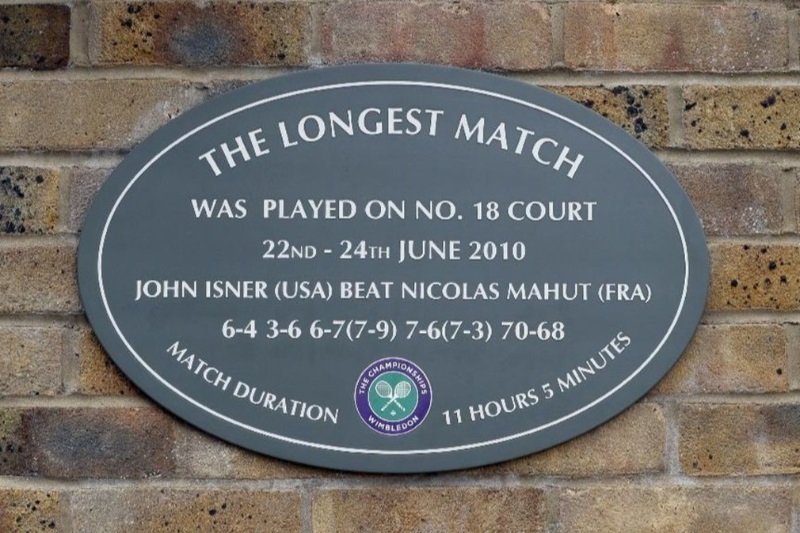 THE LONGEST MATCH
WAS PLAYED ON NO. 18 COURT
22ND - 24TH JUNE 2010
JOHN ISNER (USA) BEAT NICOLAS MAHUT (FRA)
6-4 3-6 6-7(7-9) 7-6(7-3) 70-68
MATCH DURATION
THE CHAMPIONSHIPS
WIMBLEDON
11 HOURS 5 MINUTES